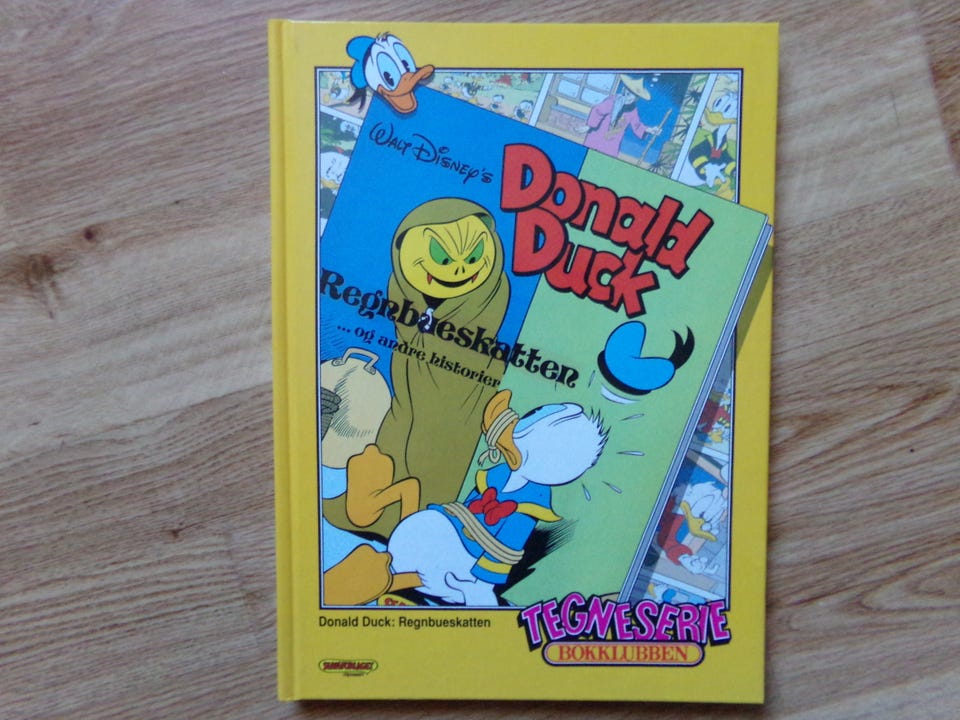 WALT DISNEY'S
Donald
Duck
Regnbueskatten
... og andre historier
Donald Duck: Regnbueskatten
TEGNESERIE
BOKKLUBBEN